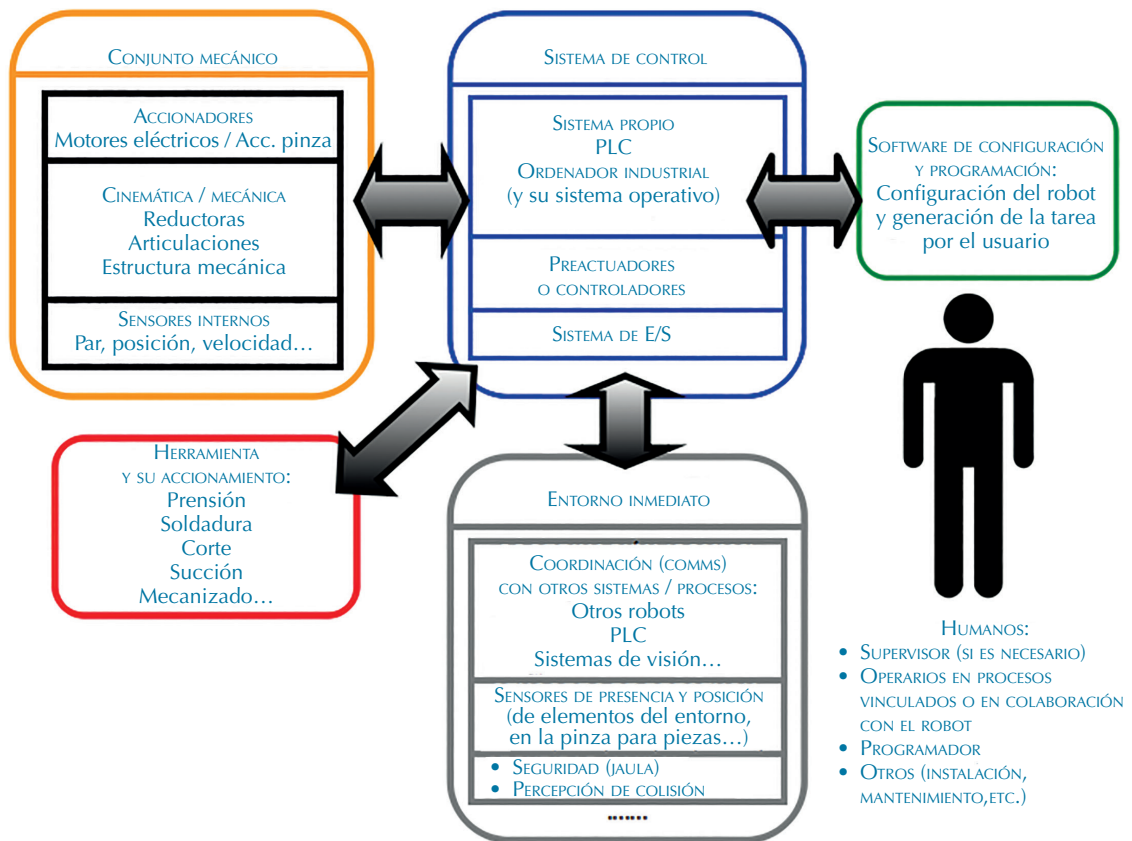 Conjunto mecánico
Accionadores
Motores eléctricos / Acc. pinza
Cinemática / mecánica
Reductoras
Articulaciones
Estructura mecánica
Sensores internos
Par, posición, velocidad…
Sistema de control
Sistema propio
PLC
Ordenador industrial
(y su sistema operativo)
Preactuadores
o controladores
Sistema de E/S
Software de configuración
y programación:
Configuración del robot
y generación de la tarea
por el usuario
Herramienta
y su accionamiento:
Prensión
Soldadura
Corte
Succión
Mecanizado…
Entorno inmediato
Coordinación (comms)
con otros sistemas / procesos:
Otros robots
PLC
Sistemas de visión…
Sensores de presencia y posición
(de elementos del entorno,
en la pinza para piezas…)
• Seguridad (jaula)
• Percepción de colisión
.......
Humanos:
• Supervisor (si es necesario)
• Operarios en procesos
vinculados o en colaboración
con el robot
• Programador
• Otros (instalación,
mantenimiento,etc.)